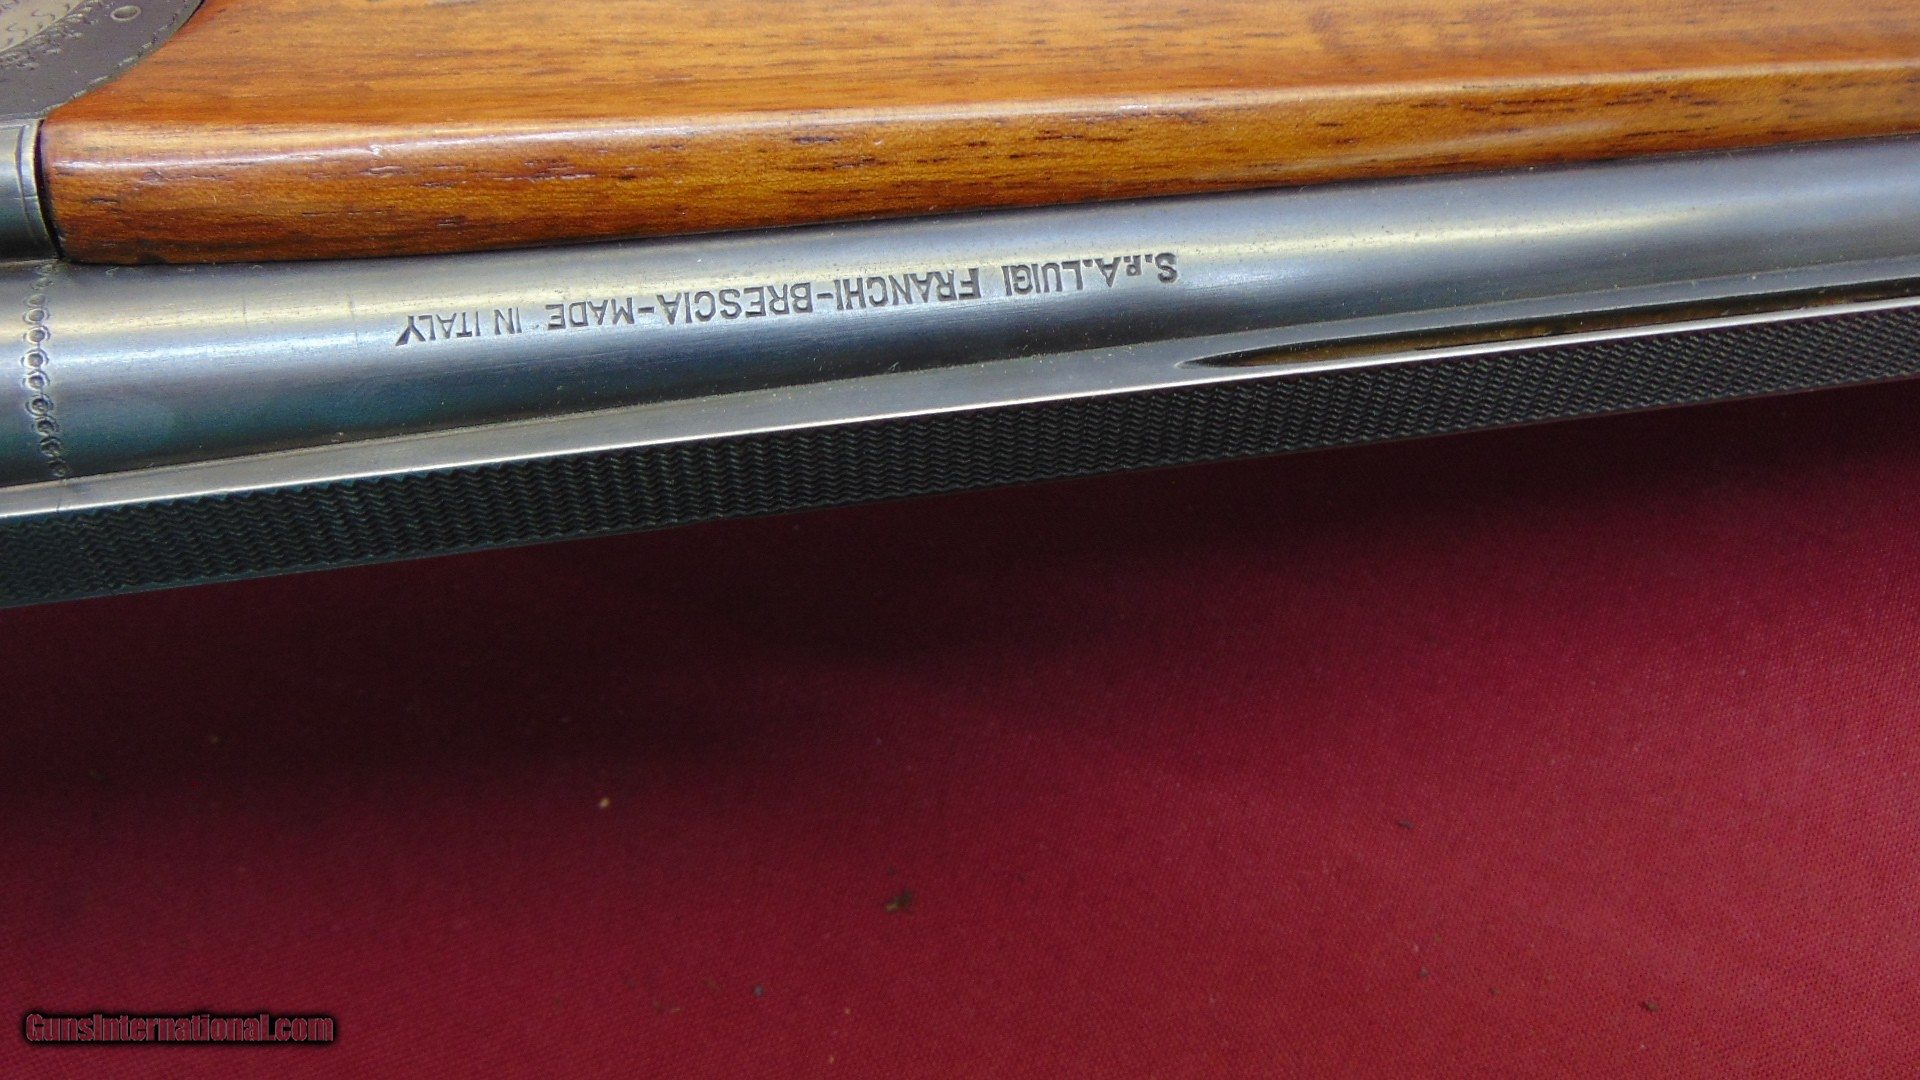 S.p.A. LUIGI FRANCHI-BRESCIA-MADE IN ITALY
GunsInternational.com